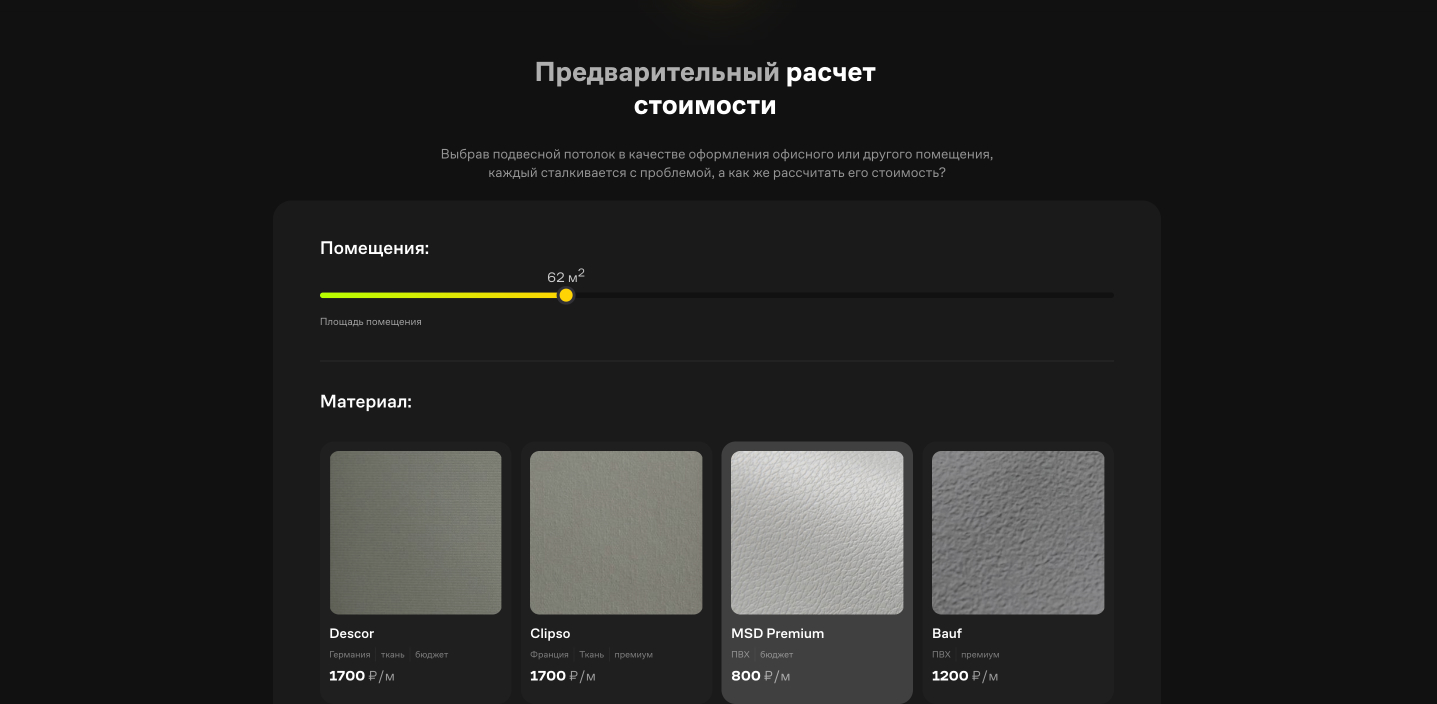 Предварительный расчет
стоимости
Выбрав подвесной потолок в качестве оформления офисного или другого помещения,
каждый сталкивается с проблемой, а как же рассчитать его стоимость?
Помещения:
62 м²
Площадь помещения
Материал:
Descor
Германия ткань бюджет
1700 ₽/м
Clipso
Франция Ткань премиум
1700 ₽/м
MSD Premium
ПВХ бюджет
800 ₽/м
Bauf
ПВХ премиум
1200 ₽/м